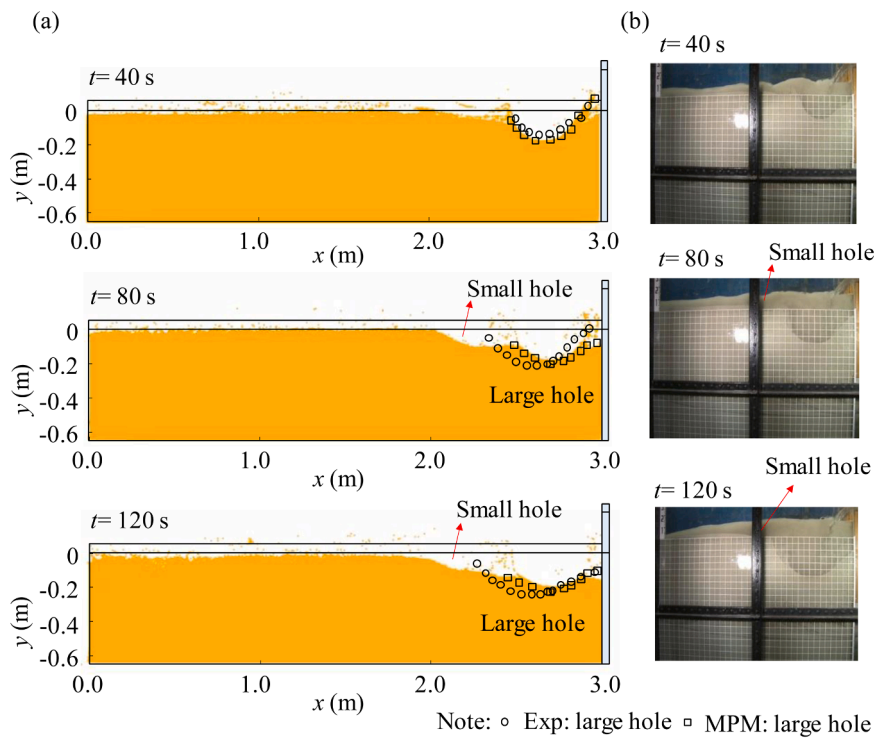 (a)
(b)
t= 40 s
0
-0.2
-0.4
-0.6
y (m)
0.0
1.0
2.0
3.0
x (m)
t= 80 s
Small hole
0
-0.2
-0.4
-0.6
y (m)
Large hole
0.0
1.0
2.0
3.0
x (m)
t= 120 s
Small hole
0
-0.2
-0.4
-0.6
y (m)
Large hole
0.0
1.0
2.0
3.0
x (m)
t= 40 s
Small hole
t= 80 s
Small hole
t= 120 s
Note: ○ Exp: large hole □ MPM: large hole